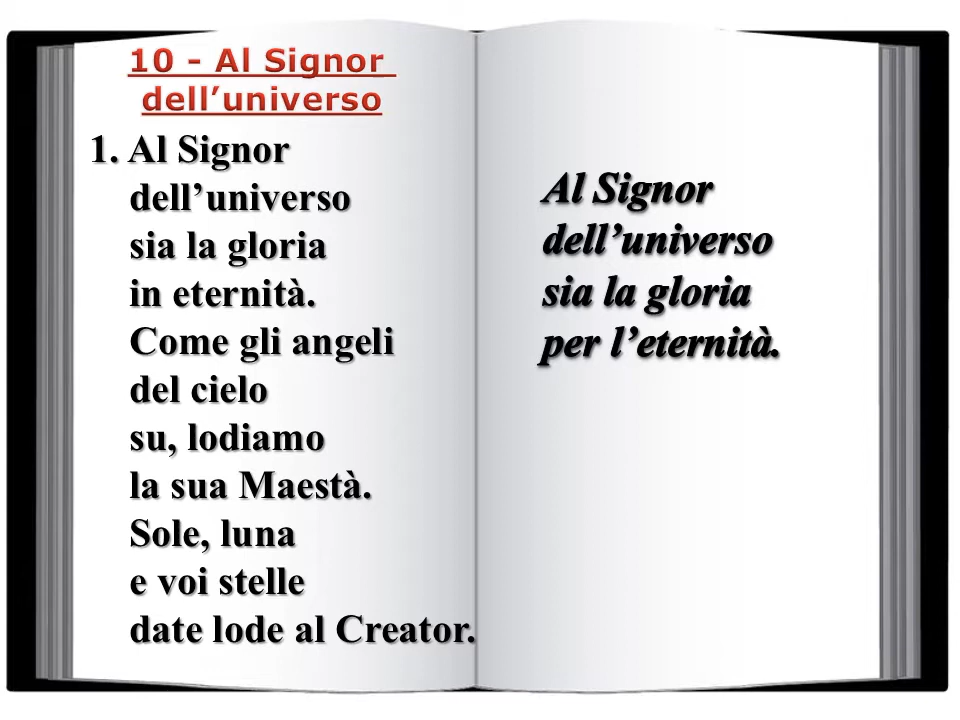 10 - Al Signor
dell’universo
1. Al Signor
dell’universo
sia la gloria
in eternità.
Come gli angeli
del cielo
su, lodiamo
la sua Maestà.
Sole, luna
e voi stelle
date lode al Creator.
Al Signor
dell’universo
sia la gloria
per l’eternità.